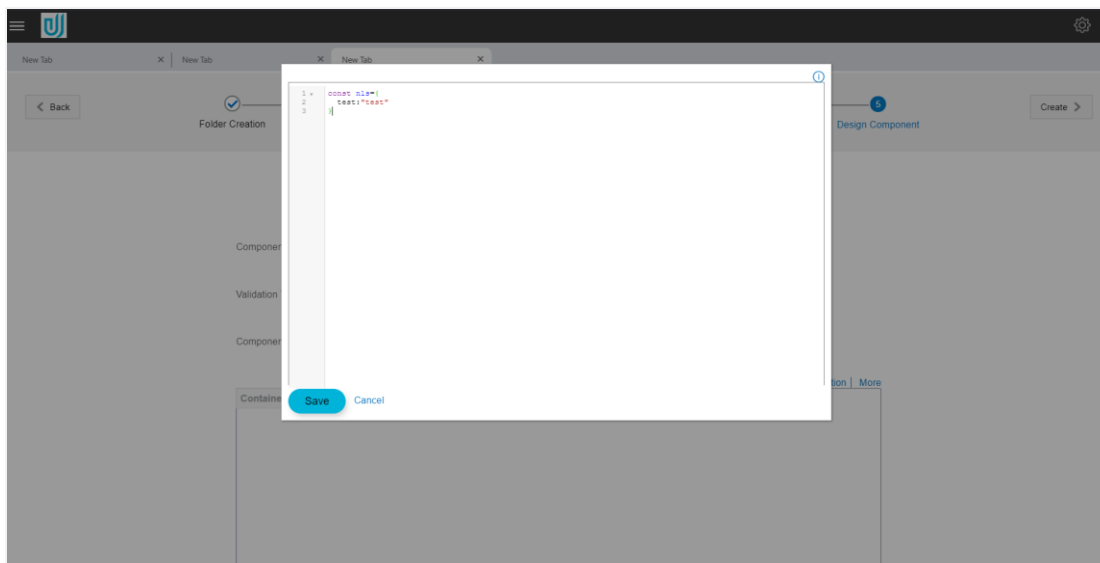 New Tab ✕ New Tab ✕ New Tab ✕
Back
Folder Creation
5
Design Component
Create
1 const nls={
2 test:"test"
3 }
Componen
Validation
Componen
tion | More
Containe
Save Cancel